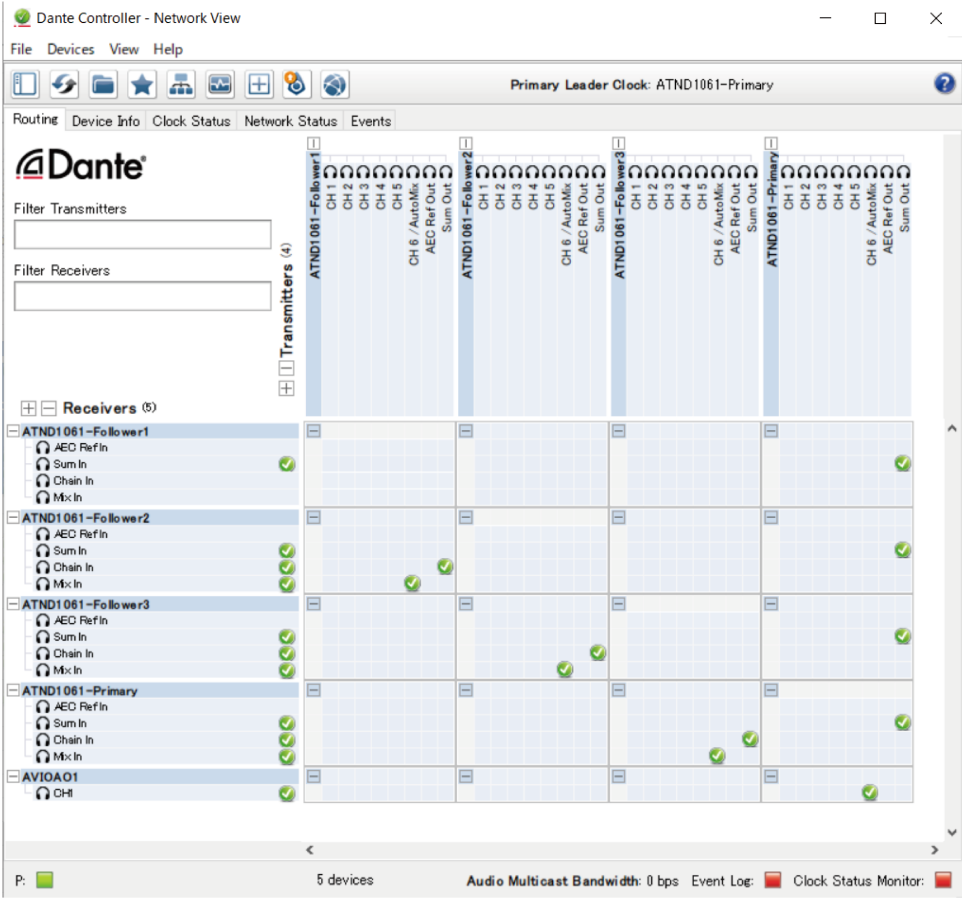 Dante Controller - Network View
File Devices View Help
Primary Leader Clock: ATND1061-Primary
Routing Device Info Clock Status Network Status Events
Dante
Filter Transmitters
Filter Receivers
Transmitters (4)
ATND1061-Follower1
CH 1
CH 2
CH 3
CH 4
CH 5
CH 6 /AutoMix
AEC Ref Out
Sum Out
ATND1061-Follower2
CH 1
CH 2
CH 3
CH 4
CH 5
CH 6 /AutoMix
AEC Ref Out
Sum Out
ATND1061-Follower3
CH 1
CH 2
CH 3
CH 4
CH 5
CH 6 /AutoMix
AEC Ref Out
Sum Out
ATND1061-Primary
CH 1
CH 2
CH 3
CH 4
CH 5
CH 6 /AutoMix
AEC Ref Out
Sum Out
Receivers (5)
ATND1061-Follower1
AEC Ref In
Sum In
Chain In
Mix In
ATND1061-Follower2
AEC Ref In
Sum In
Chain In
Mix In
ATND1061-Follower3
AEC Ref In
Sum In
Chain In
Mix In
ATND1061-Primary
AEC Ref In
Sum In
Chain In
Mix In
AVIOAO1
CH1
P: 5 devices Audio Multicast Bandwidth: 0 bps Event Log: Clock Status Monitor: